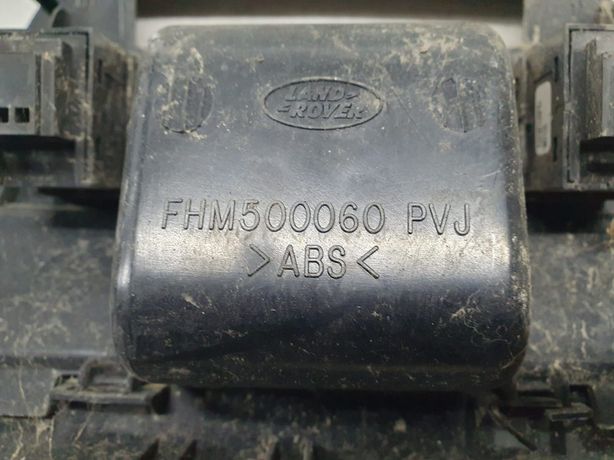 LAND-
-ROVER
FHM500060 PVJ
>ABS<